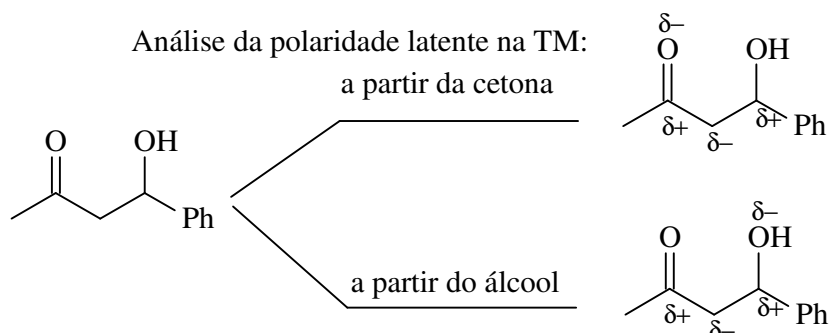 Análise da polaridade latente na TM:
a partir da cetona
δ−
O
OH
δ+
δ−
δ+
Ph
O
OH
Ph
a partir do álcool
δ−
O
OH
δ+
δ−
δ+
Ph